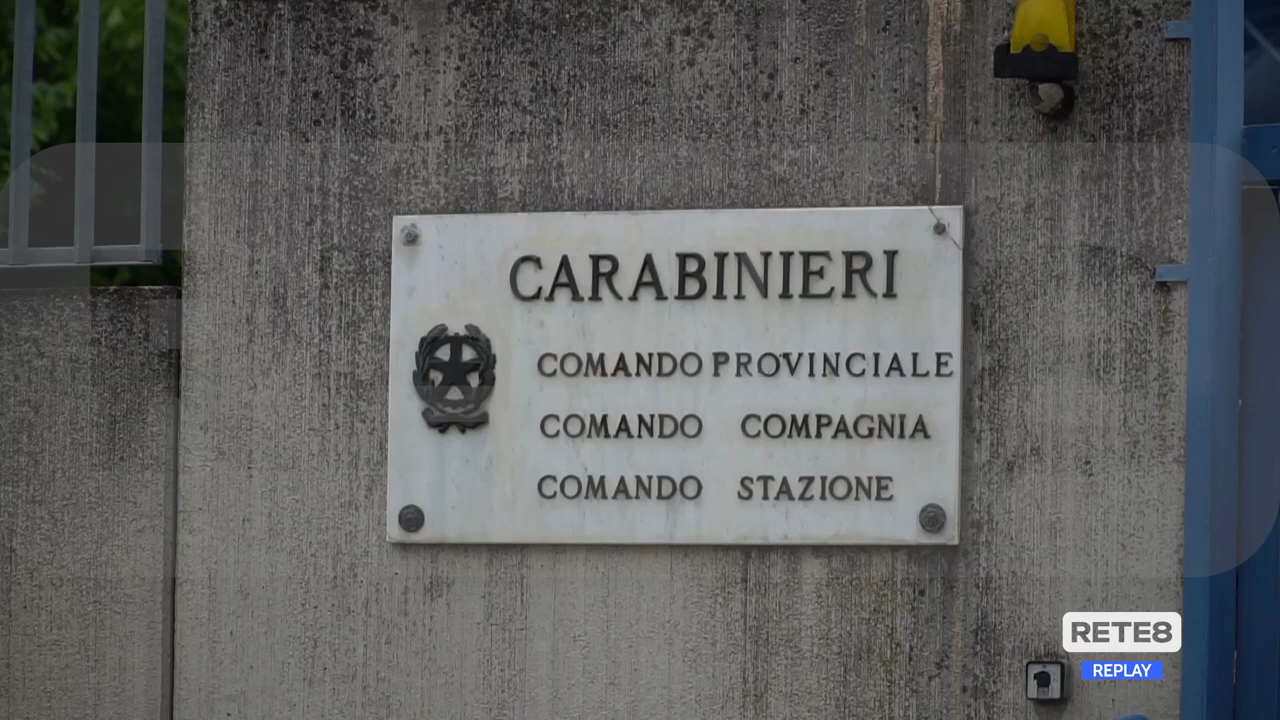 CARABINIERI
COMANDO PROVINCIALE
COMANDO COMPAGNIA
COMANDO STAZIONE
RETE8
REPLAY